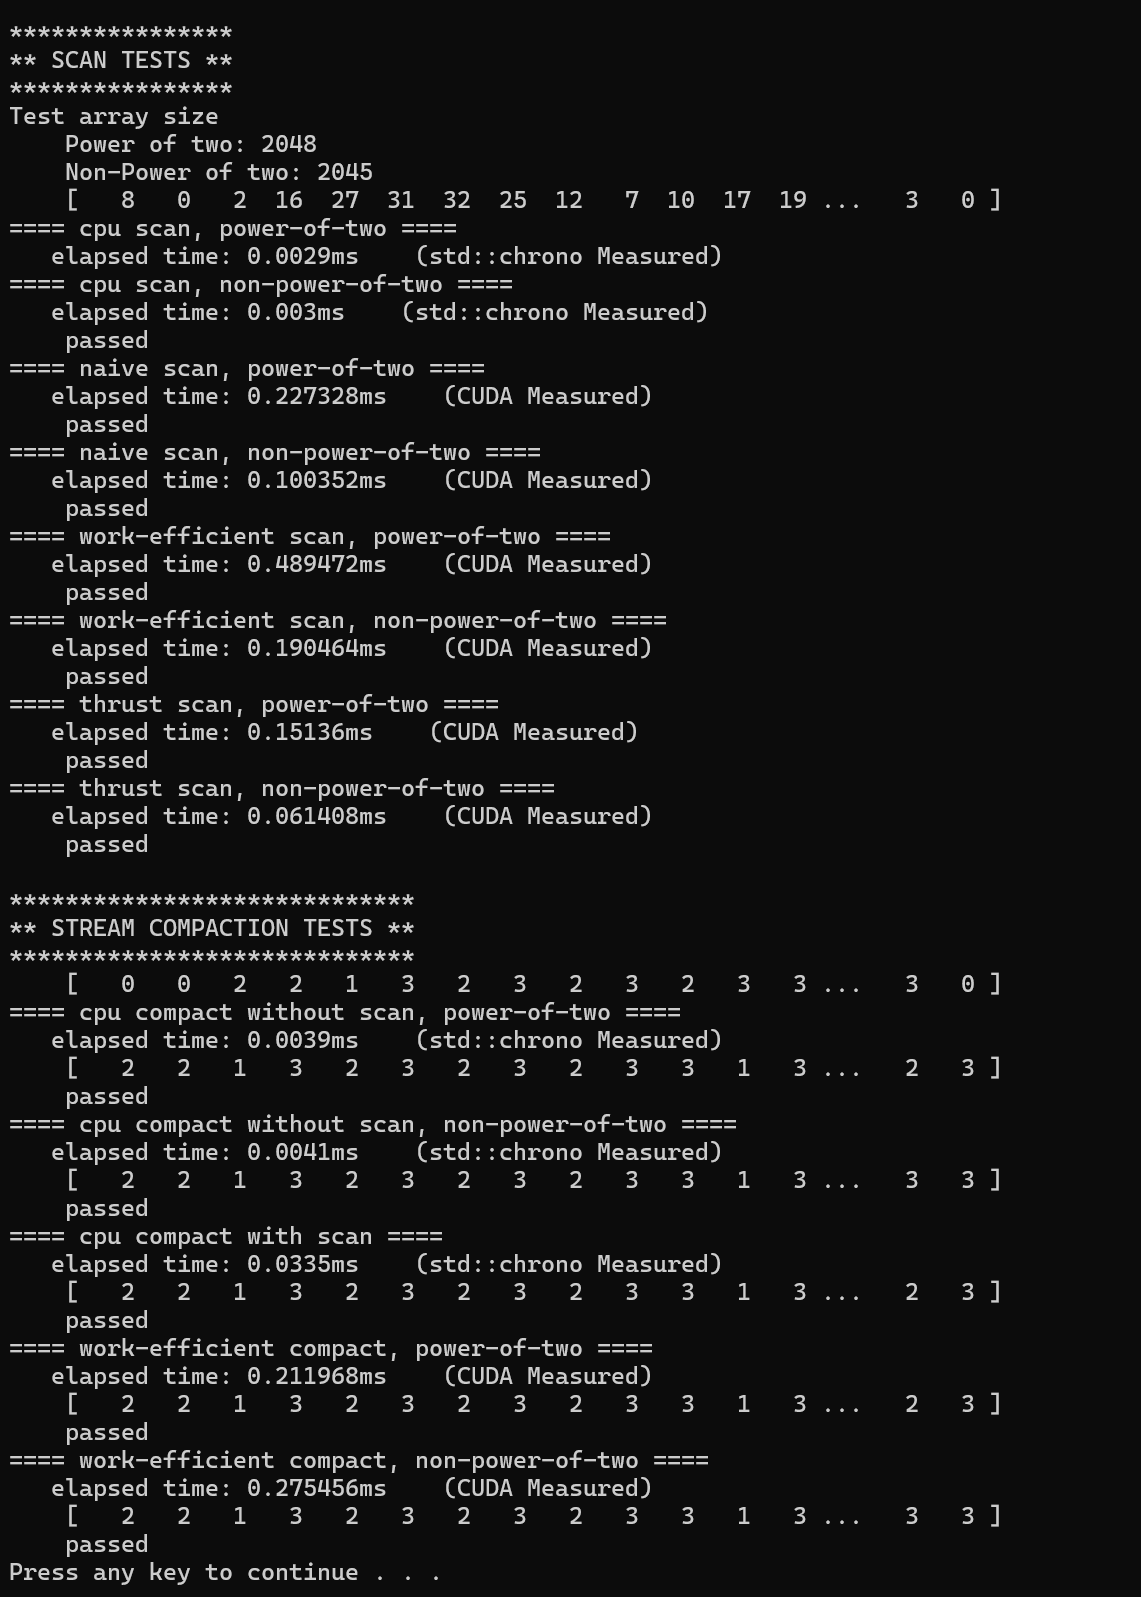 ****************
** SCAN TESTS **
****************
Test array size
    Power of two: 2048
    Non-Power of two: 2045
    [   8   0   2  16  27  31  32  25  12   7  10  17  19 ...   3   0 ]
==== cpu scan, power-of-two ====
   elapsed time: 0.0029ms    (std::chrono Measured)
==== cpu scan, non-power-of-two ====
   elapsed time: 0.003ms    (std::chrono Measured)
    passed
==== naive scan, power-of-two ====
   elapsed time: 0.227328ms    (CUDA Measured)
    passed
==== naive scan, non-power-of-two ====
   elapsed time: 0.100352ms    (CUDA Measured)
    passed
==== work-efficient scan, power-of-two ====
   elapsed time: 0.489472ms    (CUDA Measured)
    passed
==== work-efficient scan, non-power-of-two ====
   elapsed time: 0.190464ms    (CUDA Measured)
    passed
==== thrust scan, power-of-two ====
   elapsed time: 0.15136ms    (CUDA Measured)
    passed
==== thrust scan, non-power-of-two ====
   elapsed time: 0.061408ms    (CUDA Measured)
    passed

*****************************
** STREAM COMPACTION TESTS **
*****************************
    [   0   0   2   2   1   3   2   3   2   3   2   3   3 ...   3   0 ]
==== cpu compact without scan, power-of-two ====
   elapsed time: 0.0039ms    (std::chrono Measured)
    [   2   2   1   3   2   3   2   3   2   3   3   1   3 ...   2   3 ]
    passed
==== cpu compact without scan, non-power-of-two ====
   elapsed time: 0.0041ms    (std::chrono Measured)
    [   2   2   1   3   2   3   2   3   2   3   3   1   3 ...   3   3 ]
    passed
==== cpu compact with scan ====
   elapsed time: 0.0335ms    (std::chrono Measured)
    [   2   2   1   3   2   3   2   3   2   3   3   1   3 ...   2   3 ]
    passed
==== work-efficient compact, power-of-two ====
   elapsed time: 0.211968ms    (CUDA Measured)
    [   2   2   1   3   2   3   2   3   2   3   3   1   3 ...   2   3 ]
    passed
==== work-efficient compact, non-power-of-two ====
   elapsed time: 0.275456ms    (CUDA Measured)
    [   2   2   1   3   2   3   2   3   2   3   3   1   3 ...   3   3 ]
    passed
Press any key to continue . . .